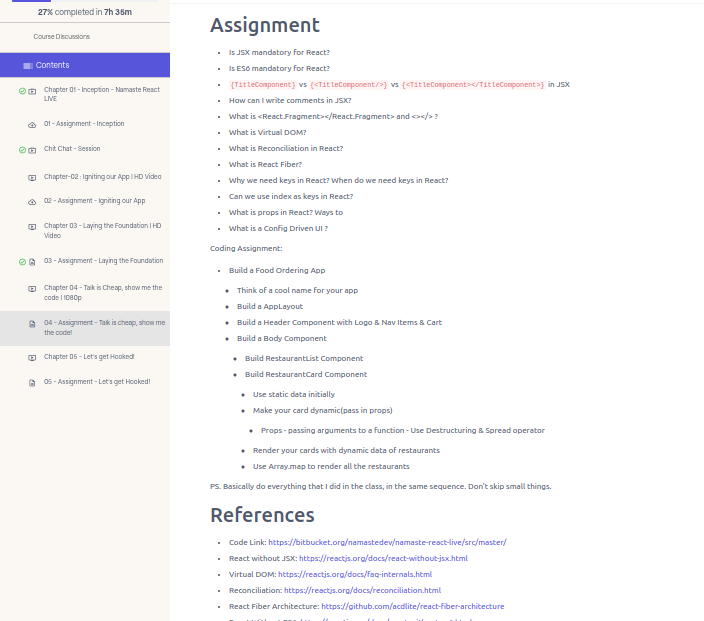 27% completed in 7h 35m
Course Discussions
Contents
Chapter 01 - Inception - Namaste React
LIVE
01 - Assignment - Inception
Chit Chat - Session
Chapter-02 : Igniting our App | HD Video
02 - Assignment - Igniting our App
Chapter 03 - Laying the Foundation | HD
Video
03 - Assignment - Laying the Foundation
Chapter 04 - Talk is Cheap, show me the
code | 1080p
04 - Assignment - Talk is cheap, show me
the code!
Chapter 05 - Let's get Hooked!
05 - Assignment - Let's get Hooked!
Assignment
Is JSX mandatory for React?
Is ES6 mandatory for React?
{TitleComponent} vs {<TitleComponent/>} vs {<TitleComponent></TitleComponent>} in JSX
How can I write comments in JSX?
What is <React.Fragment></React.Fragment> and <></> ?
What is Virtual DOM?
What is Reconciliation in React?
What is React Fiber?
Why we need keys in React? When do we need keys in React?
Can we use index as keys in React?
What is props in React? Ways to
What is a Config Driven UI ?
Coding Assignment:
Build a Food Ordering App
Think of a cool name for your app
Build a AppLayout
Build a Header Component with Logo & Nav Items & Cart
Build a Body Component
Build RestaurantList Component
Build RestaurantCard Component
Use static data initially
Make your card dynamic(pass in props)
Props - passing arguments to a function - Use Destructuring & Spread operator
Render your cards with dynamic data of restaurants
Use Array.map to render all the restaurants
PS. Basically do everything that I did in the class, in the same sequence. Don't skip small things.
References
Code Link: https://bitbucket.org/namastedev/namaste-react-live/src/master/
React without JSX: https://reactjs.org/docs/react-without-jsx.html
Virtual DOM: https://reactjs.org/docs/faq-internals.html
Reconciliation: https://reactjs.org/docs/reconciliation.html
React Fiber Architecture: https://github.com/acdlite/react-fiber-architecture